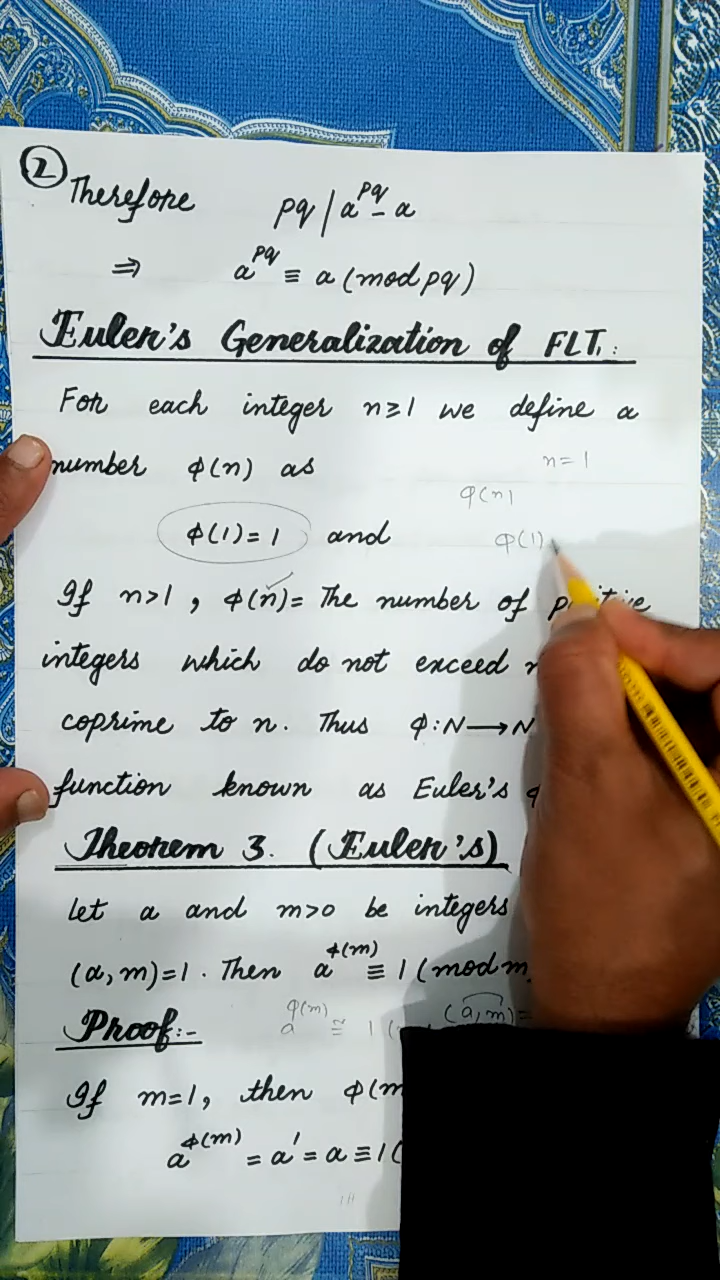 ②
Therefore pq | a^pq - a
⇒ a^pq ≡ a (mod pq)
Euler's Generalization of FLT:
For each integer n≥1 we define a
number φ(n) as
n=1
φ(n)
φ(1)=1 and
φ(1)
If n>1, φ(n)= The number of positive
integers which do not exceed
coprime to n. Thus φ:N→N
function known as Euler's
Theorem 3. (Euler's)
Let a and m>0 be integers
(a,m)=1. Then a^φ(m) ≡ 1 (mod m
a^φ(m) ≅ 1 ( (a,m)=
Proof:-
If m=1, then φ(m
a^φ(m) = a' = a ≡ 1 (